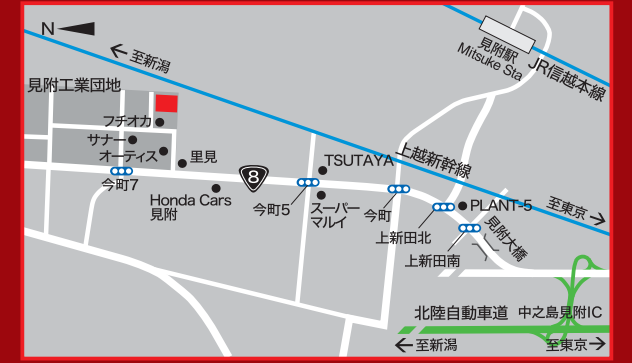 N
至新潟
見附駅
Mitsuke Sta
JR信越本線
見附工業団地
フチオカ
サナー
オーティス
里見
今町7
Honda Cars
見附
8
上越新幹線
TSUTAYA
今町5
スーパー
マルイ
今町
上新田北
PLANT-5
至東京
上新田南
見附大橋
北陸自動車道
中之島見附IC
至新潟
至東京